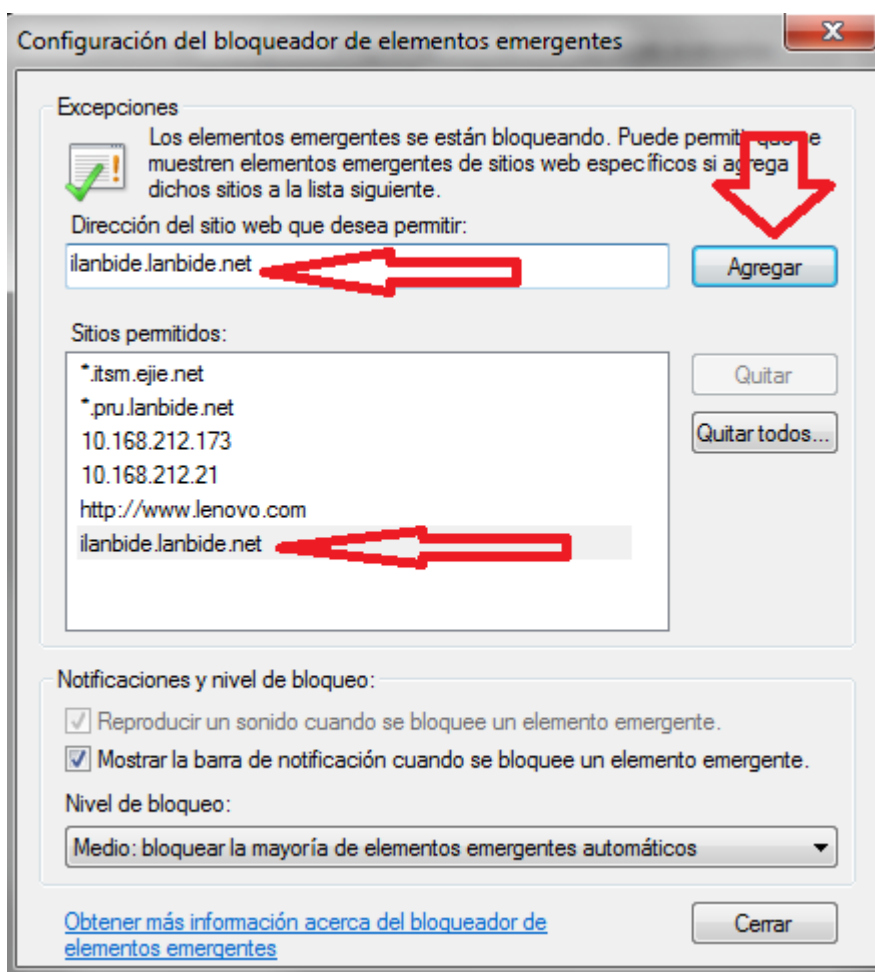 Configuración del bloqueador de elementos emergentes
Excepciones
Los elementos emergentes se están bloqueando. Puede permitir que se
muestren elementos emergentes de sitios web específicos si agrega
dichos sitios a la lista siguiente.
Dirección del sitio web que desea permitir:
ilanbide.lanbide.net
Agregar
Sitios permitidos:
*.itsm.ejie.net
*.pru.lanbide.net
10.168.212.173
10.168.212.21
http://www.lenovo.com
ilanbide.lanbide.net
Quitar
Quitar todos...
Notificaciones y nivel de bloqueo:
Reproducir un sonido cuando se bloquee un elemento emergente.
Mostrar la barra de notificación cuando se bloquee un elemento emergente.
Nivel de bloqueo:
Medio: bloquear la mayoría de elementos emergentes automáticos
Obtener más información acerca del bloqueador de
elementos emergentes
Cerrar